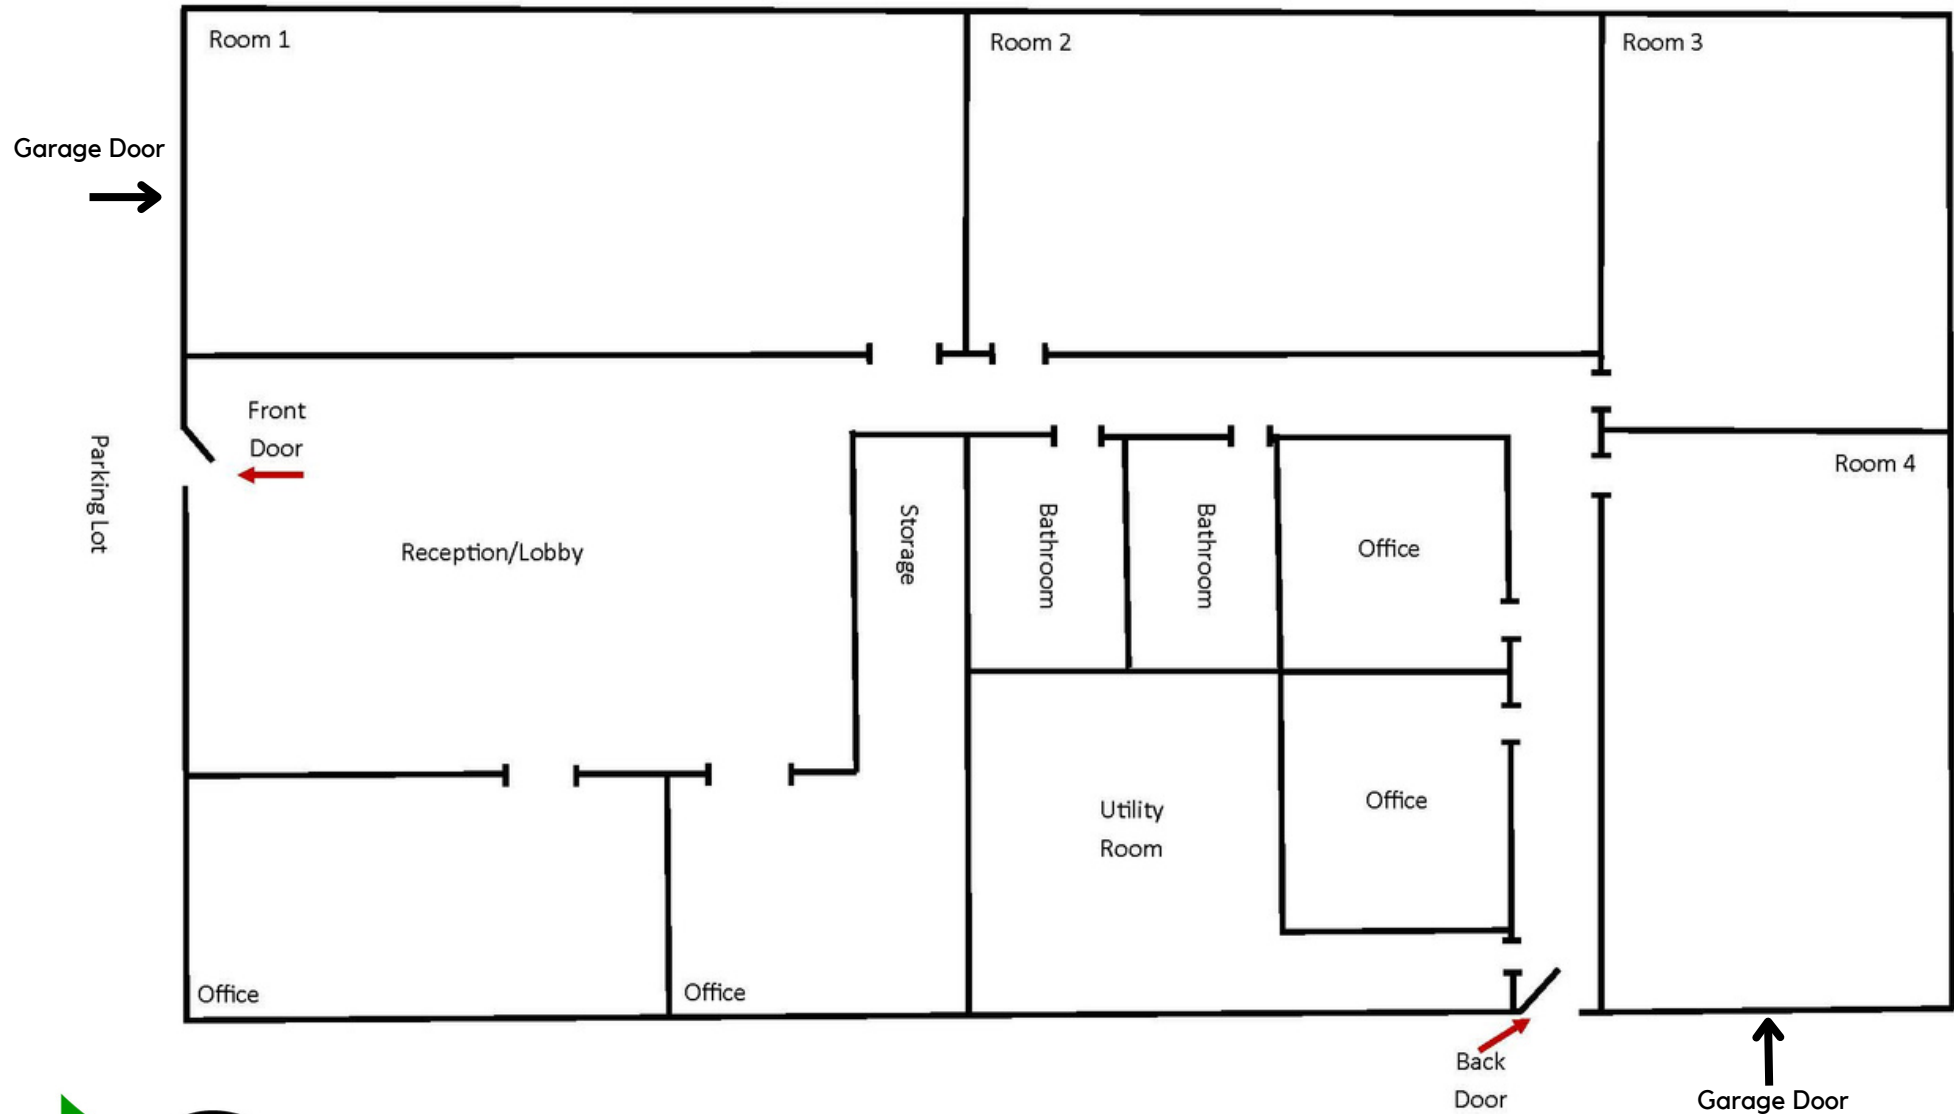 Room 1
Room 2
Room 3
Garage Door
Front
Door
Parking Lot
Room 4
Reception/Lobby
Storage
Bathroom
Bathroom
Office
Utility
Room
Office
Office
Office
Back
Door
Garage Door